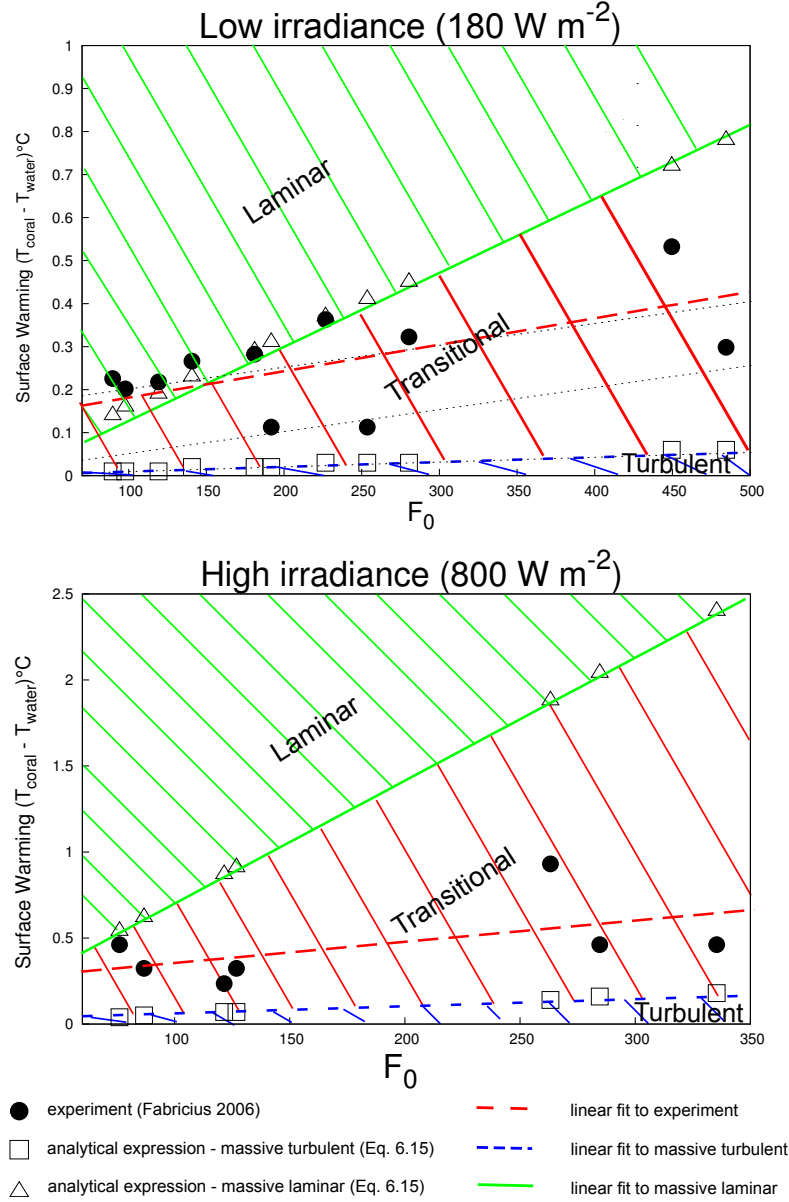 Low irradiance (180 W m-2)
1
0.9
0.8
0.7
0.6
0.5
0.4
0.3
0.2
0.1
0
Surface Warming (Tcoral - Twater)°C
Laminar
Transitional
Turbulent
100 150 200 250 300 350 400 450 500
F0
High irradiance (800 W m-2)
2.5
2
1.5
1
0.5
0
Surface Warming (Tcoral - Twater)°C
Laminar
Transitional
Turbulent
100 150 200 250 300 350
F0
experiment (Fabricius 2006)
linear fit to experiment
analytical expression - massive turbulent (Eq. 6.15)
linear fit to massive turbulent
analytical expression - massive laminar (Eq. 6.15)
linear fit to massive laminar